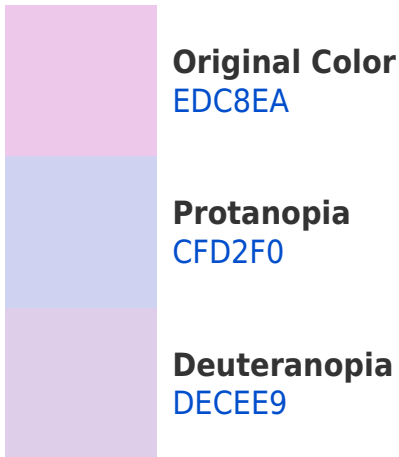 Original Color
EDC8EA
Protanopia
CFD2F0
Deuteranopia
DECEE9